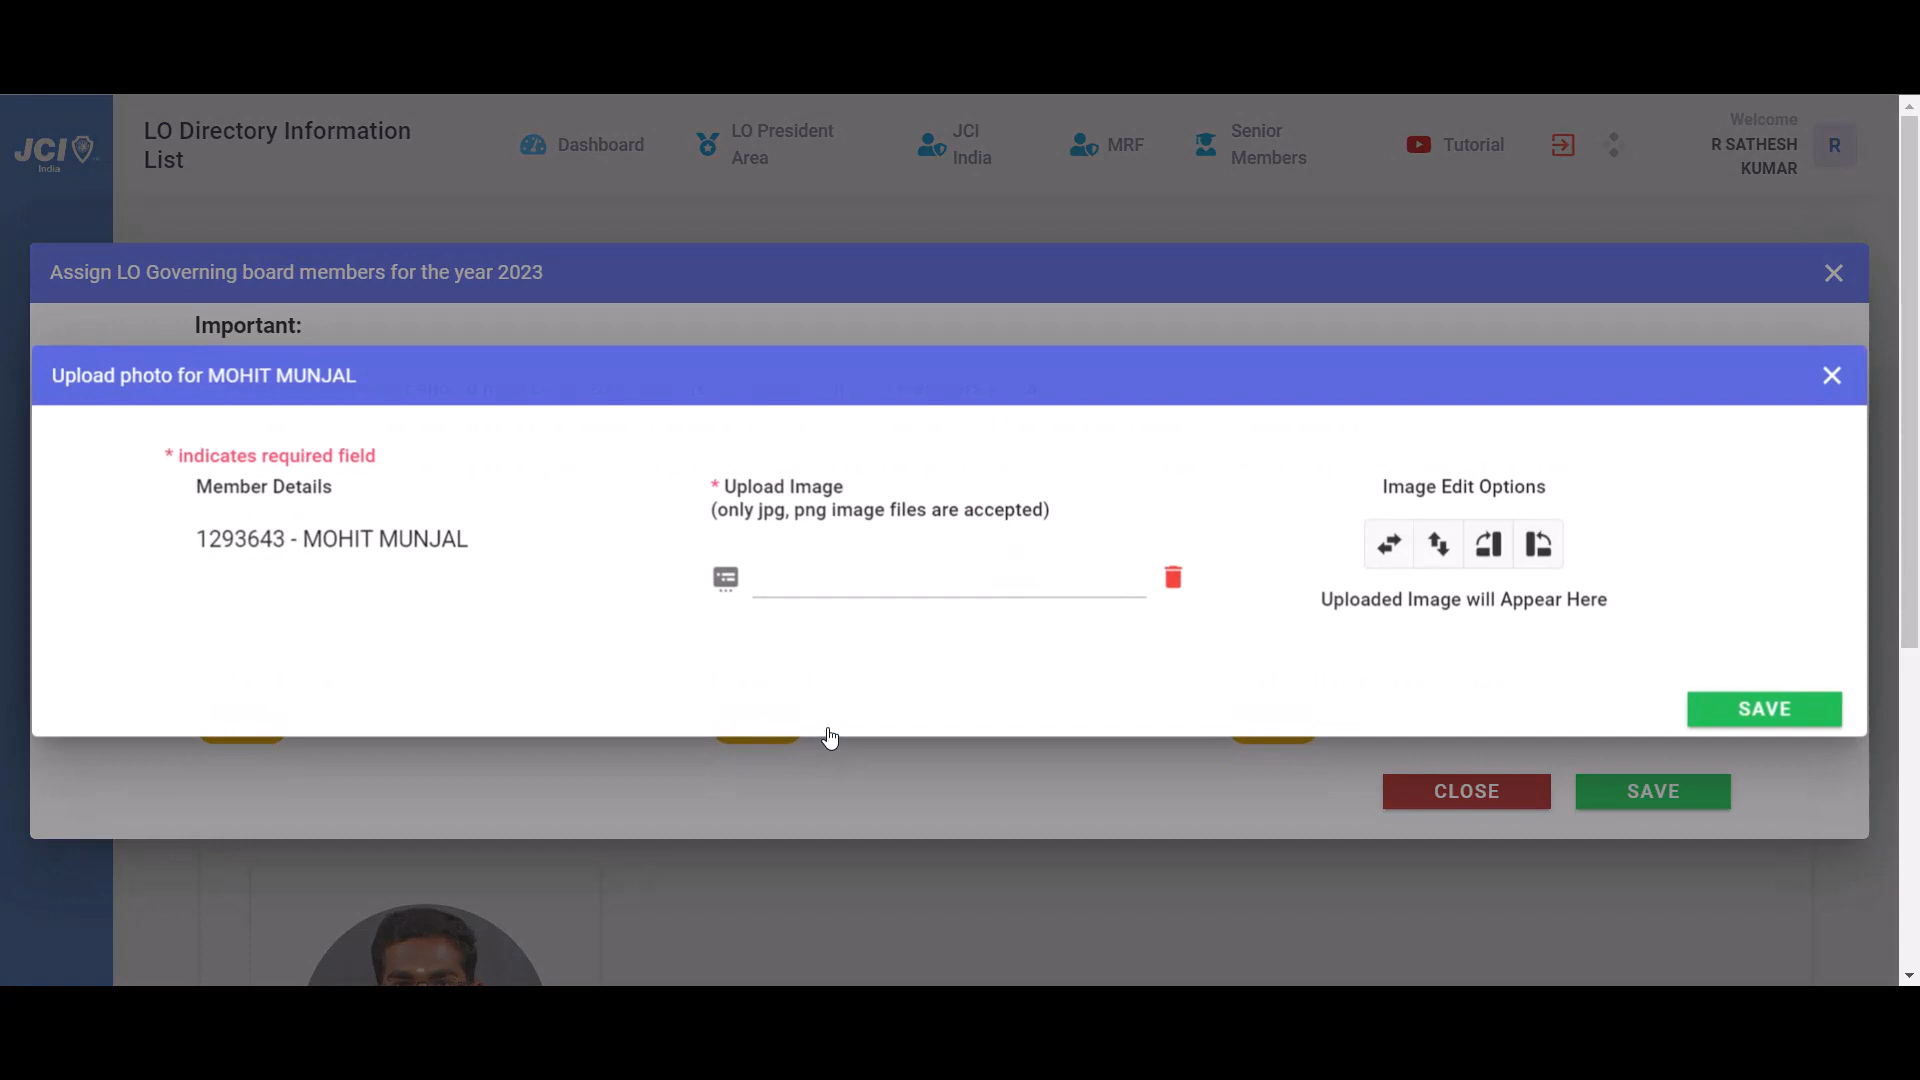 JCI
India
LO Directory Information
List
Dashboard
LO President
Area
JCI
India
MRF
Senior
Members
Tutorial
Welcome
R SATHESH
KUMAR
R
Assign LO Governing board members for the year 2023
Important:
Upload photo for MOHIT MUNJAL
* indicates required field
Member Details
1293643 - MOHIT MUNJAL
* Upload Image
(only jpg, png image files are accepted)
Image Edit Options
Uploaded Image will Appear Here
SAVE
CLOSE
SAVE